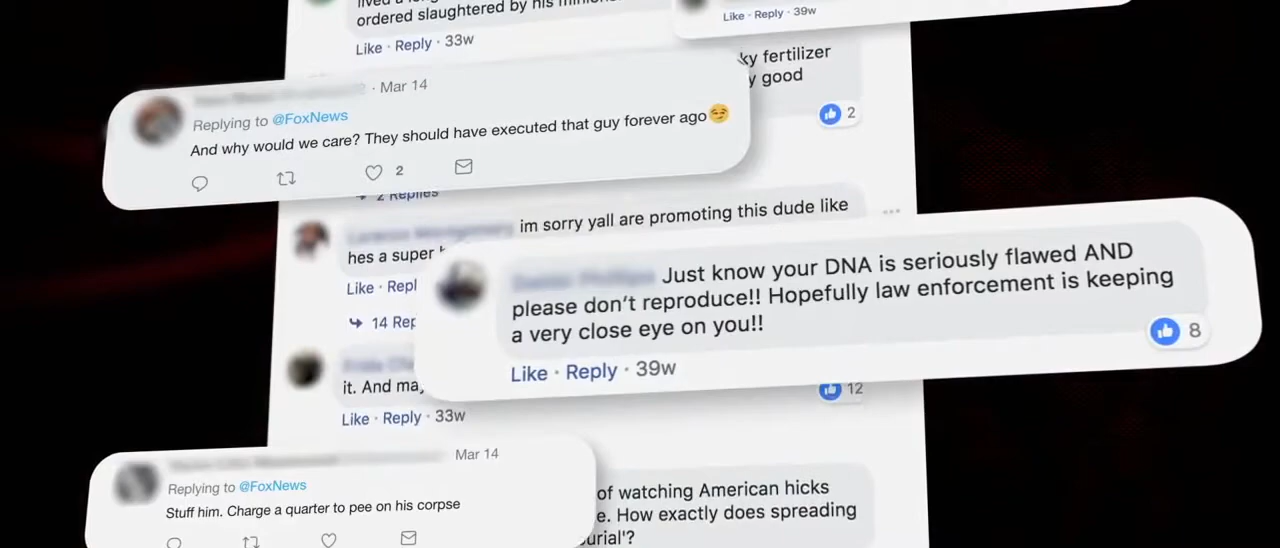 ordered slaughtered by his
Like · Reply · 33w
Like · Reply · 39w
ky fertilizer
y good
2
· Mar 14
Replying to @FoxNews
And why would we care? They should have executed that guy forever ago😏
2
2 Replies
im sorry yall are promoting this dude like
hes a super
Like · Repl
14 Rep
Just know your DNA is seriously flawed AND
please don't reproduce!! Hopefully law enforcement is keeping
a very close eye on you!!
8
Like · Reply · 39w
it. And may
12
Like · Reply · 33w
Mar 14
Replying to @FoxNews
Stuff him. Charge a quarter to pee on his corpse
of watching American hicks
e. How exactly does spreading
urial'?